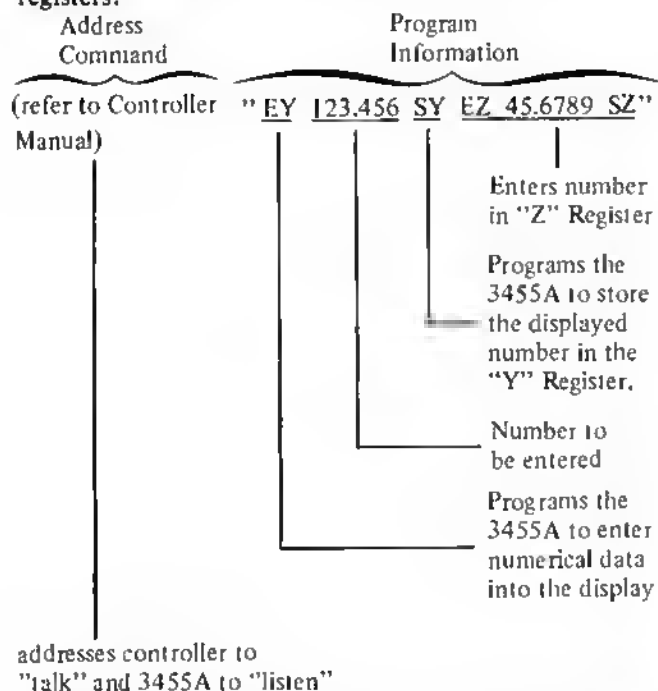 registers:
Address
Command
Program
Information
(refer to Controller
Manual)
" EY 123.456 SY EZ 45.6789 SZ"
Enters number
in "Z" Register
Programs the
3455A to store
the displayed
number in the
"Y" Register.
Number to
be entered
Programs the
3455A to enter
numerical data
into the display
addresses controller to
"talk" and 3455A to "listen"